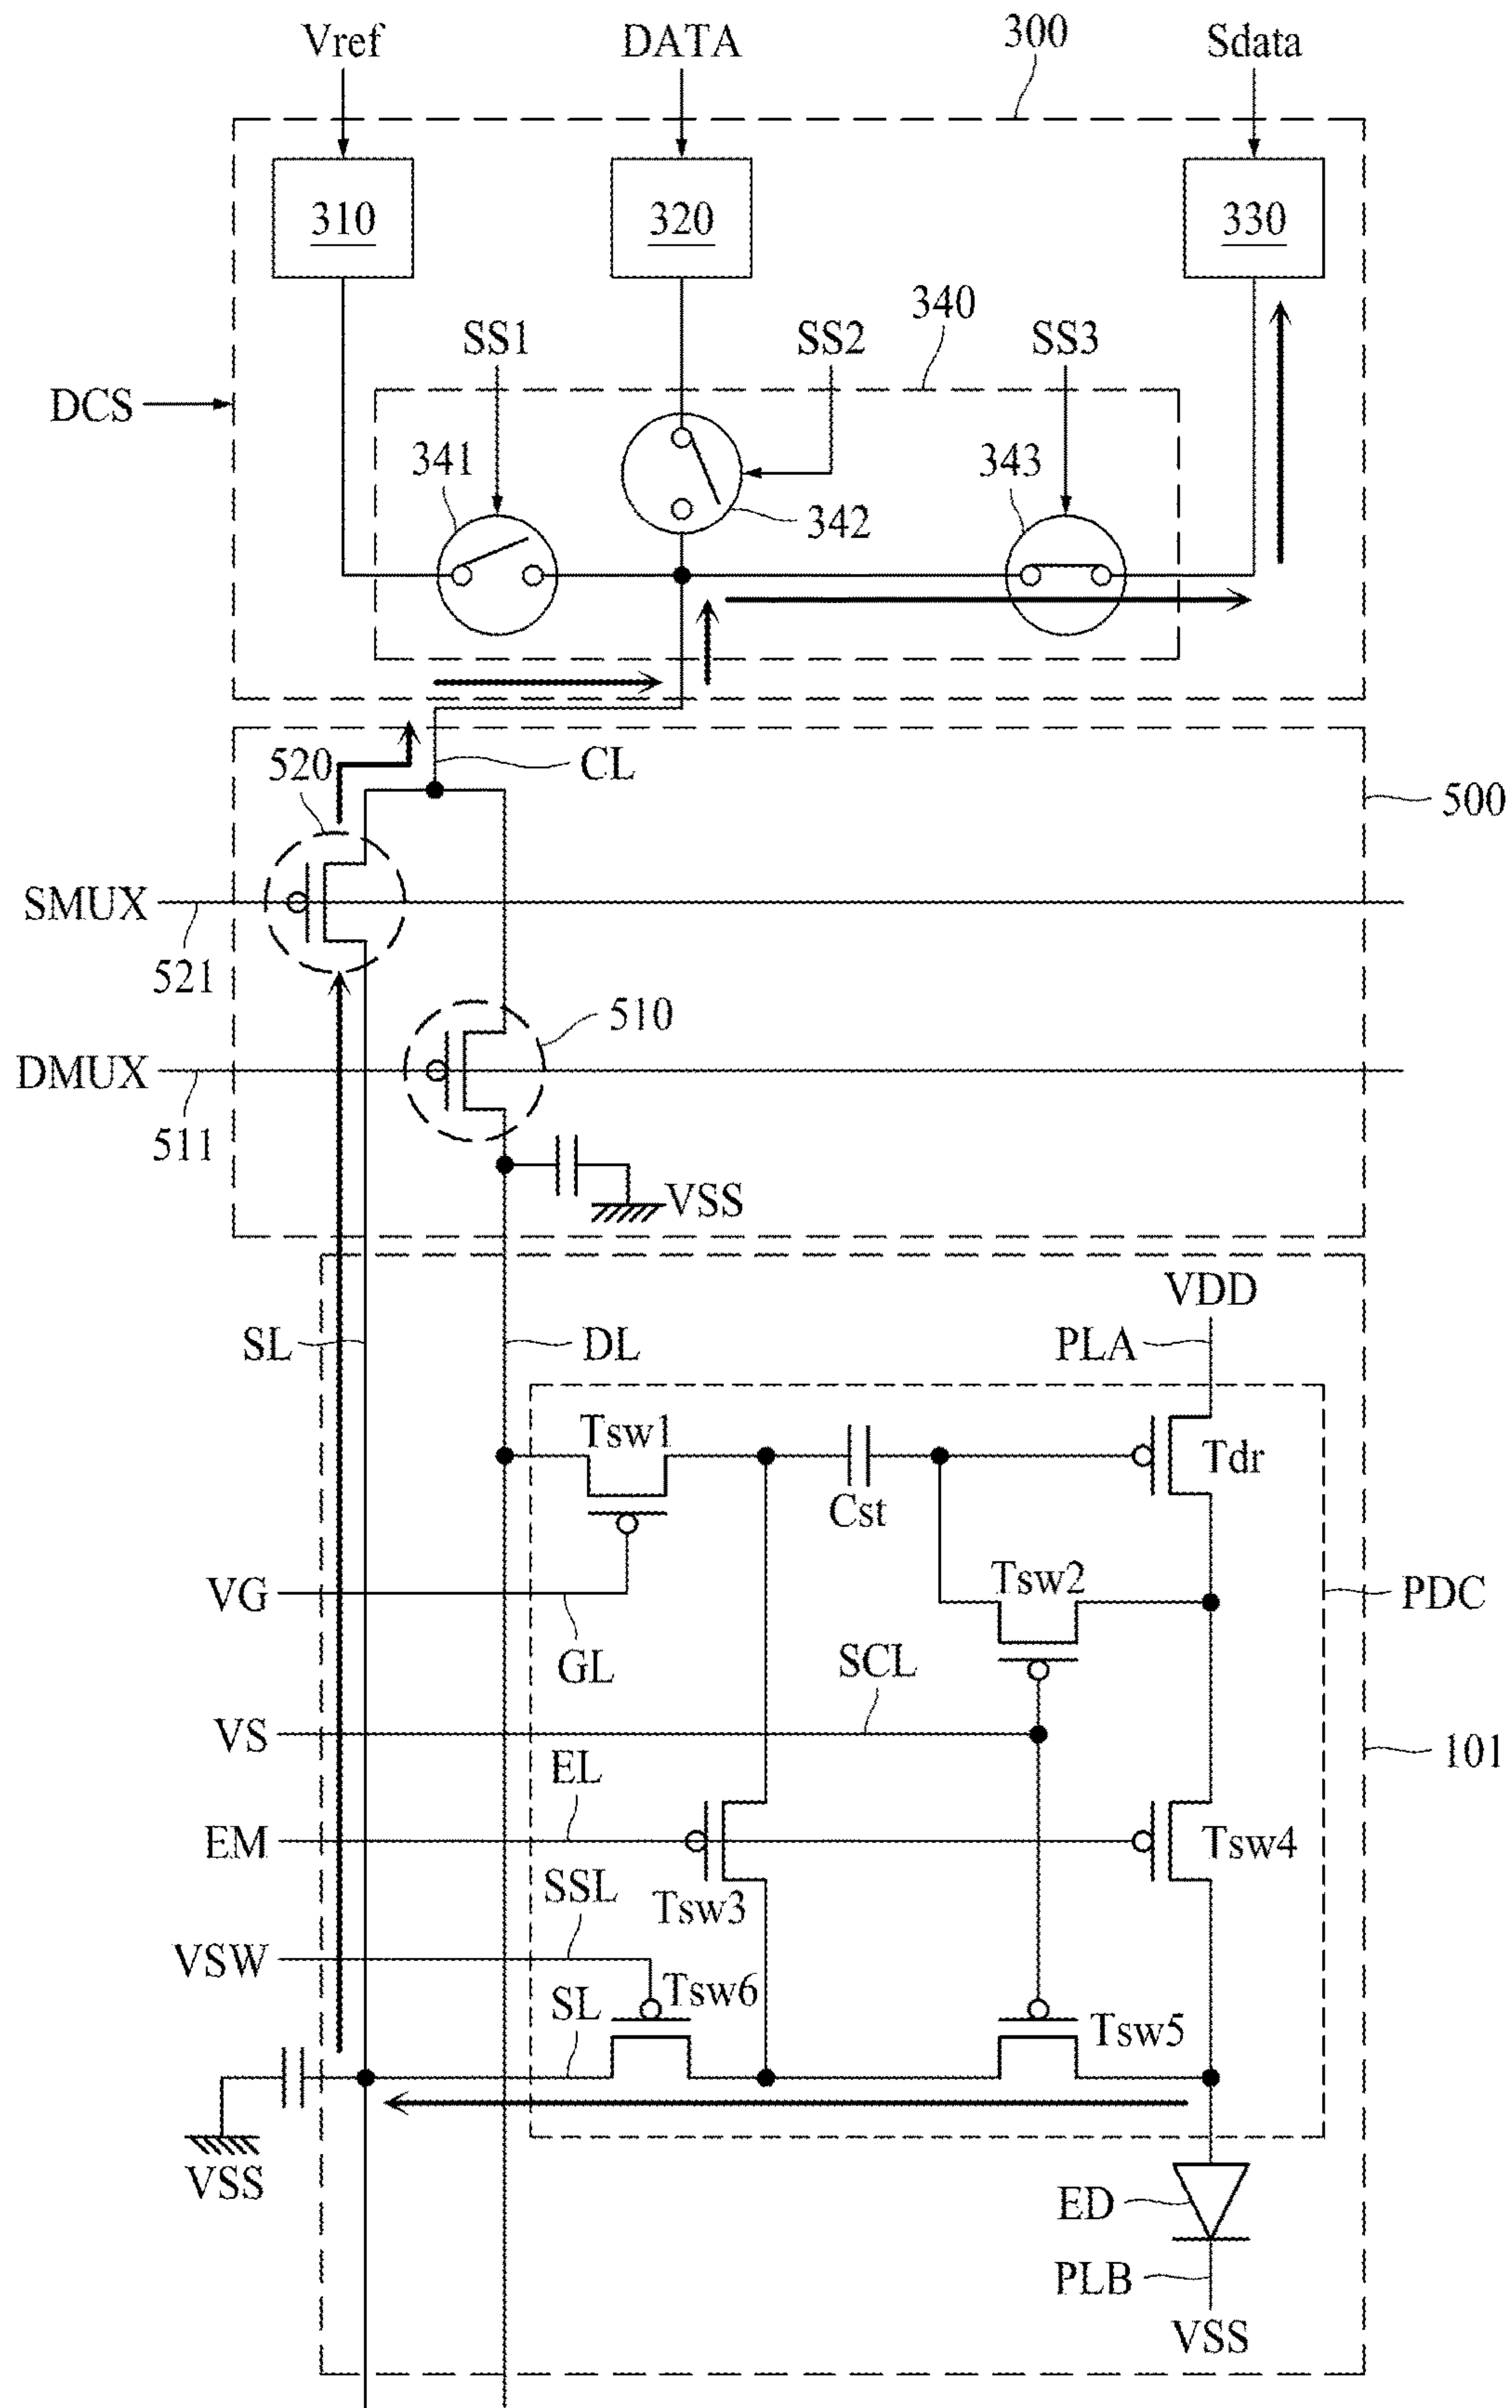 Vref
DATA
300
Sdata
310
320
330
340
SS1
SS2
SS3
DCS
341
343
342
520
CL
500
SMUX
521
510
DMUX
511
VSS
VDD
SL
DL
PLA
Tsw1
Tdr
Cst
Tsw2
VG
PDC
GL
SCL
VS
EL
101
EM
Tsw4
SSL
Tsw3
VSW
Tsw6
SL
Tsw5
VSS
ED
PLB
VSS